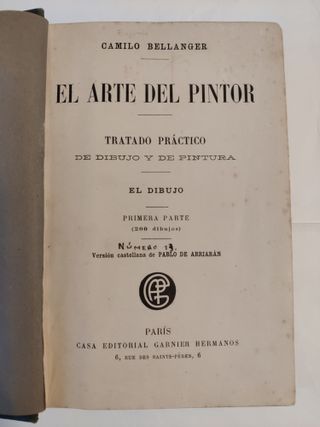 CAMILO BELLANGER
EL ARTE DEL PINTOR
TRATADO PRÁCTICO
DE DIBUJO Y DE PINTURA
EL DIBUJO
PRIMERA PARTE
(200 dibujos)
Número
Versión castellana de PABLO DE ARRIARÁN
PARÍS
CASA EDITORIAL GARNIER HERMANOS
6, RUE DES SAINTS-PÈRES, 6